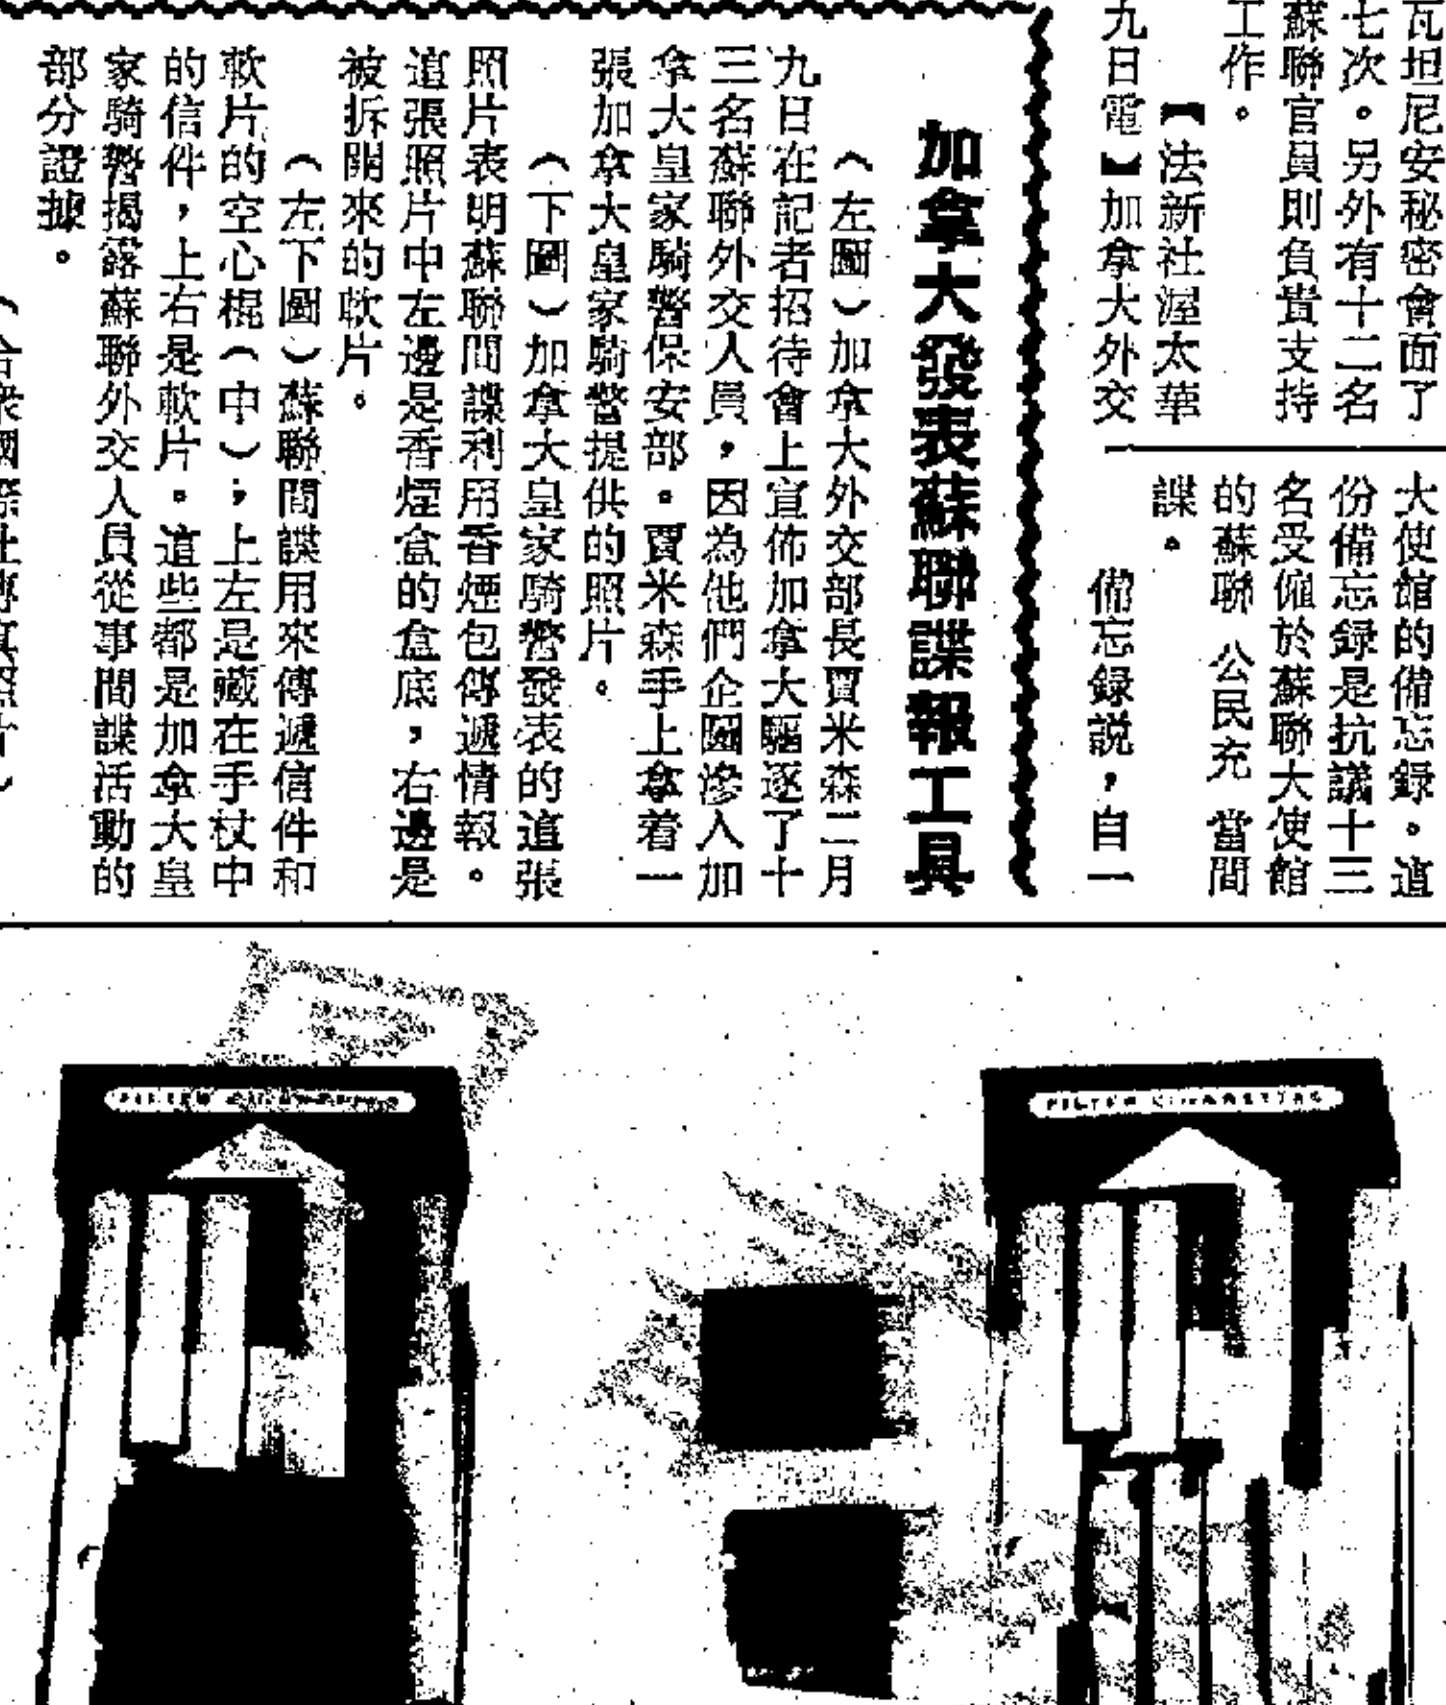 瓦坦尼安秘密會面了
七次。另外有十二名
蘇聯官員則負責支持
工作。
【法新社渥太華
九日電】加拿大外交
大使館的備忘録。這
份備忘録是抗議十三
名受僱於蘇聯大使館
的蘇聯 公民充 當間
諜。
備忘録説，自一
加拿大發表蘇聯諜報工具
（左圖）加拿大外交部長賈米森二月
九日在記者招待會上宣佈加拿大驅逐了十
三名蘇聯外交人員，因為他們企圖滲入加
拿大皇家騎警保安部。賈米森手上拿着一
張加拿大皇家騎警提供的照片。
（下圖）加拿大皇家騎警發表的這張
照片表明蘇聯間諜利用香煙包傳遞情報。
這張照片中左邊是香煙盒的盒底，右邊是
被拆開來的軟片。
（左下圖）蘇聯間諜用來傳遞信件和
軟片的空心棍（中），上左是藏在手杖中
的信件，上右是軟片。這些都是加拿大皇
家騎警揭露蘇聯外交人員從事間諜活動的
部分證據。
FILTER CIGARETTES
FILTER CIGARETTES